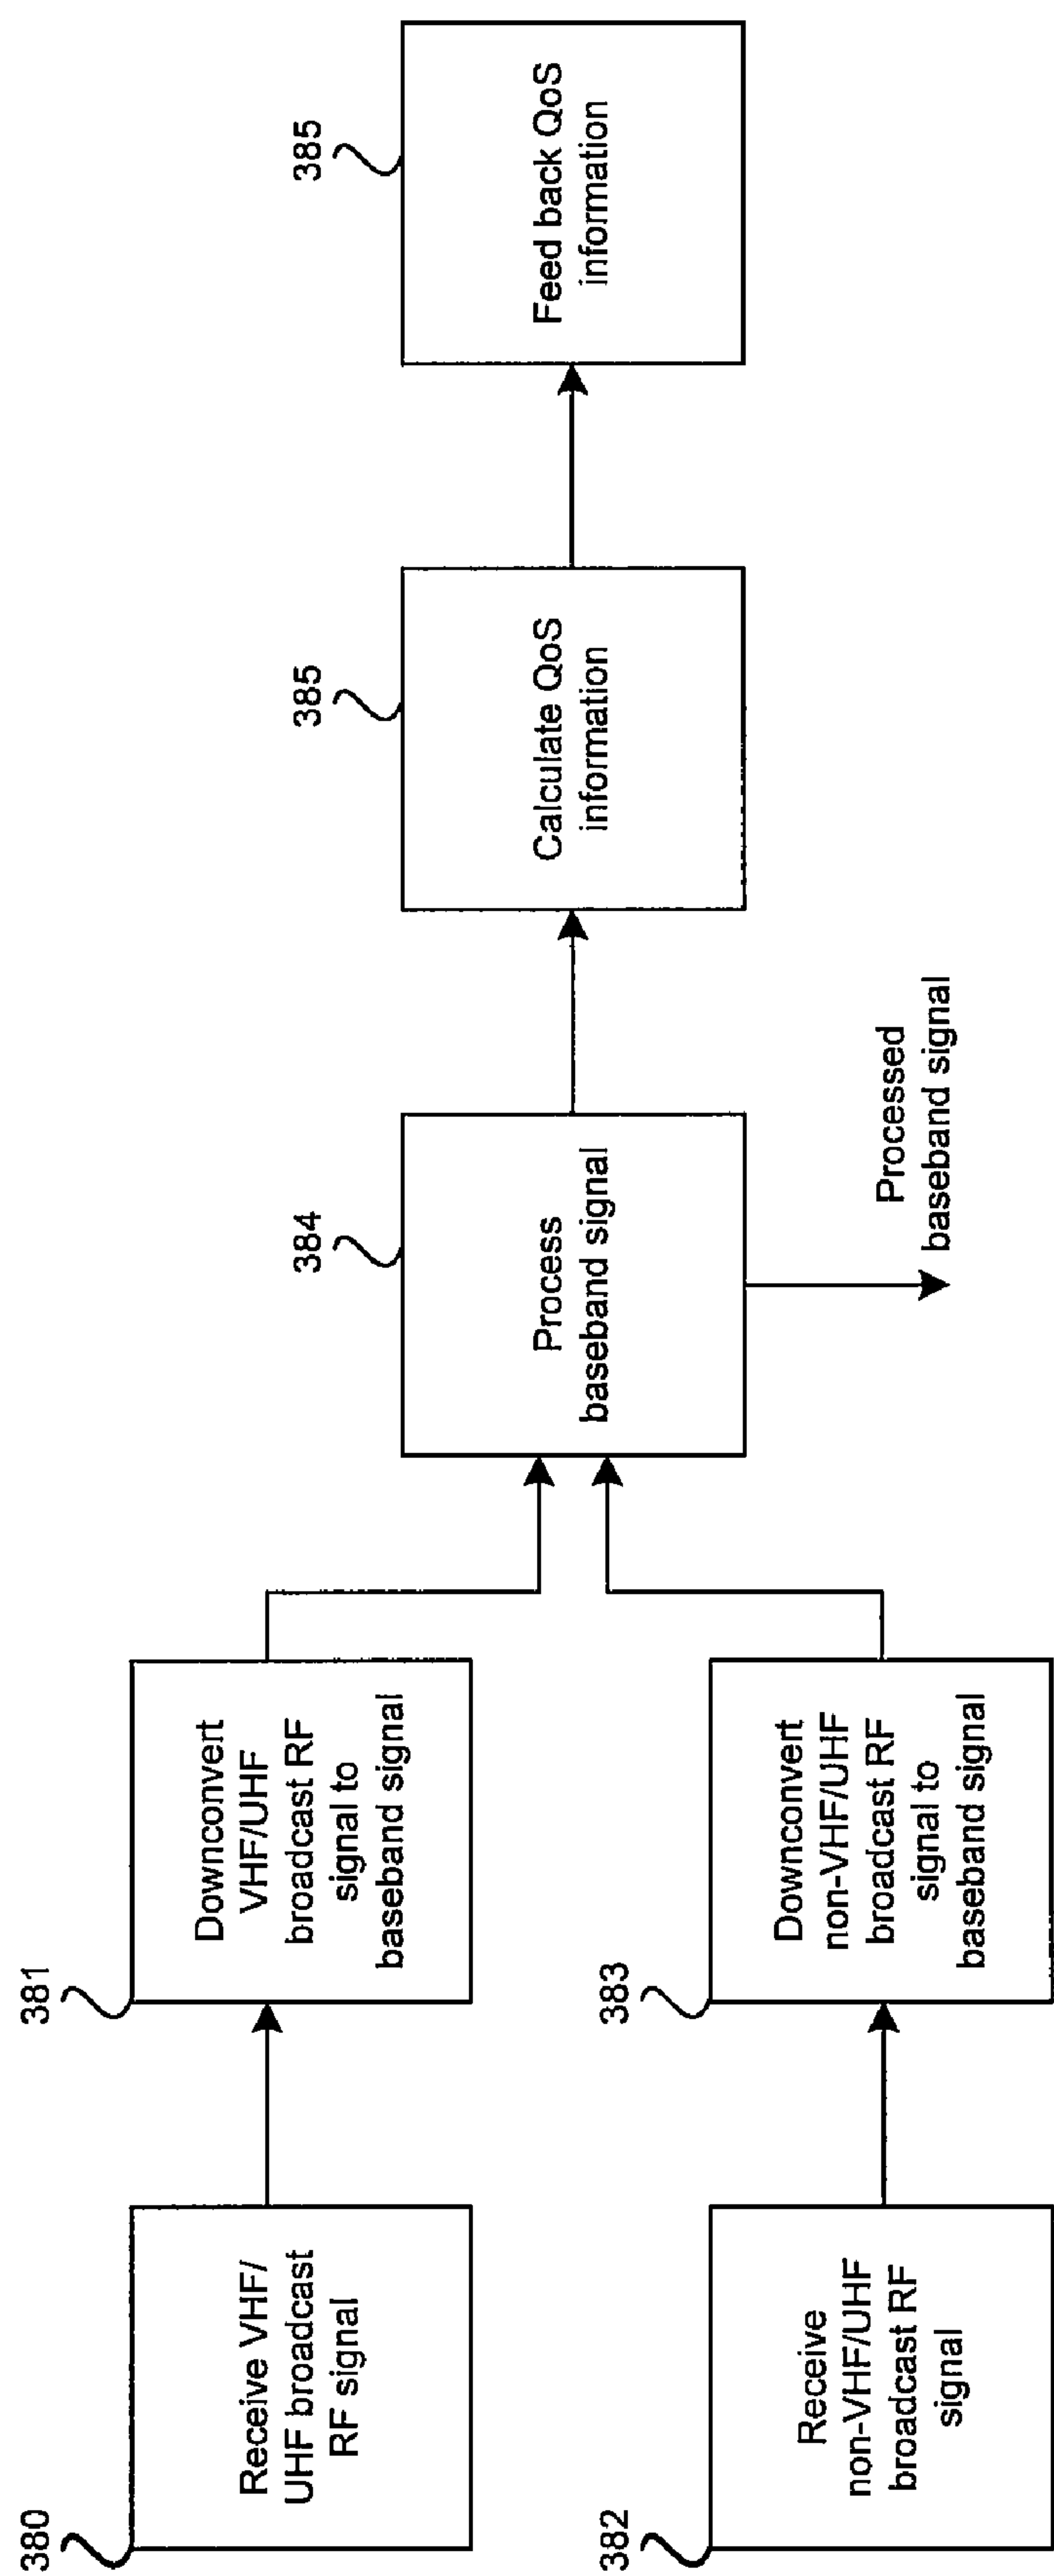 380
Receive VHF/
UHF broadcast
RF signal
381
Downconvert
VHF/UHF
broadcast RF
signal to
baseband signal
382
Receive
non-VHF/UHF
broadcast RF
signal
383
Downconvert
non-VHF/UHF
broadcast RF
signal to
baseband signal
384
Process
baseband signal
Processed
baseband signal
385
Calculate QoS
information
385
Feed back QoS
information